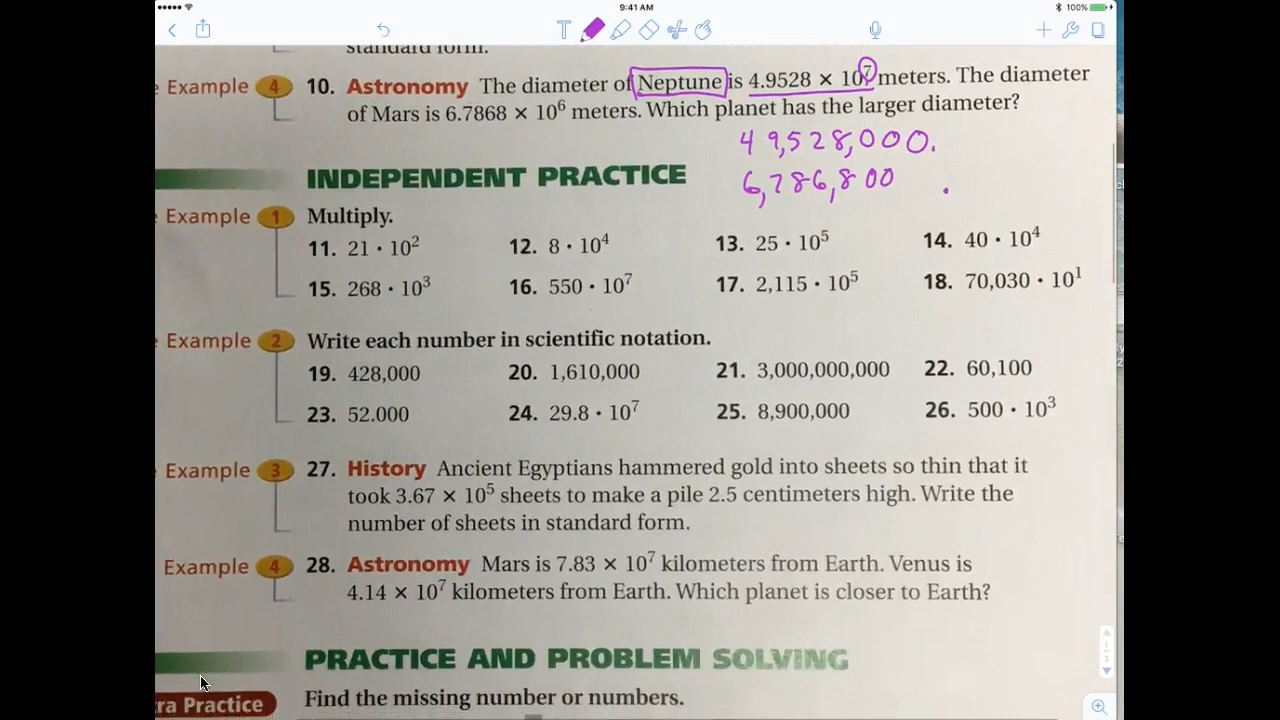 9:41 AM
100%
T
standard form.
Example 4 10. Astronomy The diameter of Neptune is 4.9528 × 10⁷ meters. The diameter
of Mars is 6.7868 × 10⁶ meters. Which planet has the larger diameter?
49,528,000.
6,786,800 .
INDEPENDENT PRACTICE
Example 1 Multiply.
11. 21 · 10² 12. 8 · 10⁴ 13. 25 · 10⁵ 14. 40 · 10⁴
15. 268 · 10³ 16. 550 · 10⁷ 17. 2,115 · 10⁵ 18. 70,030 · 10¹
Example 2 Write each number in scientific notation.
19. 428,000 20. 1,610,000 21. 3,000,000,000 22. 60,100
23. 52.000 24. 29.8 · 10⁷ 25. 8,900,000 26. 500 · 10³
Example 3 27. History Ancient Egyptians hammered gold into sheets so thin that it
took 3.67 × 10⁵ sheets to make a pile 2.5 centimeters high. Write the
number of sheets in standard form.
Example 4 28. Astronomy Mars is 7.83 × 10⁷ kilometers from Earth. Venus is
4.14 × 10⁷ kilometers from Earth. Which planet is closer to Earth?
PRACTICE AND PROBLEM SOLVING
ra Practice Find the missing number or numbers.